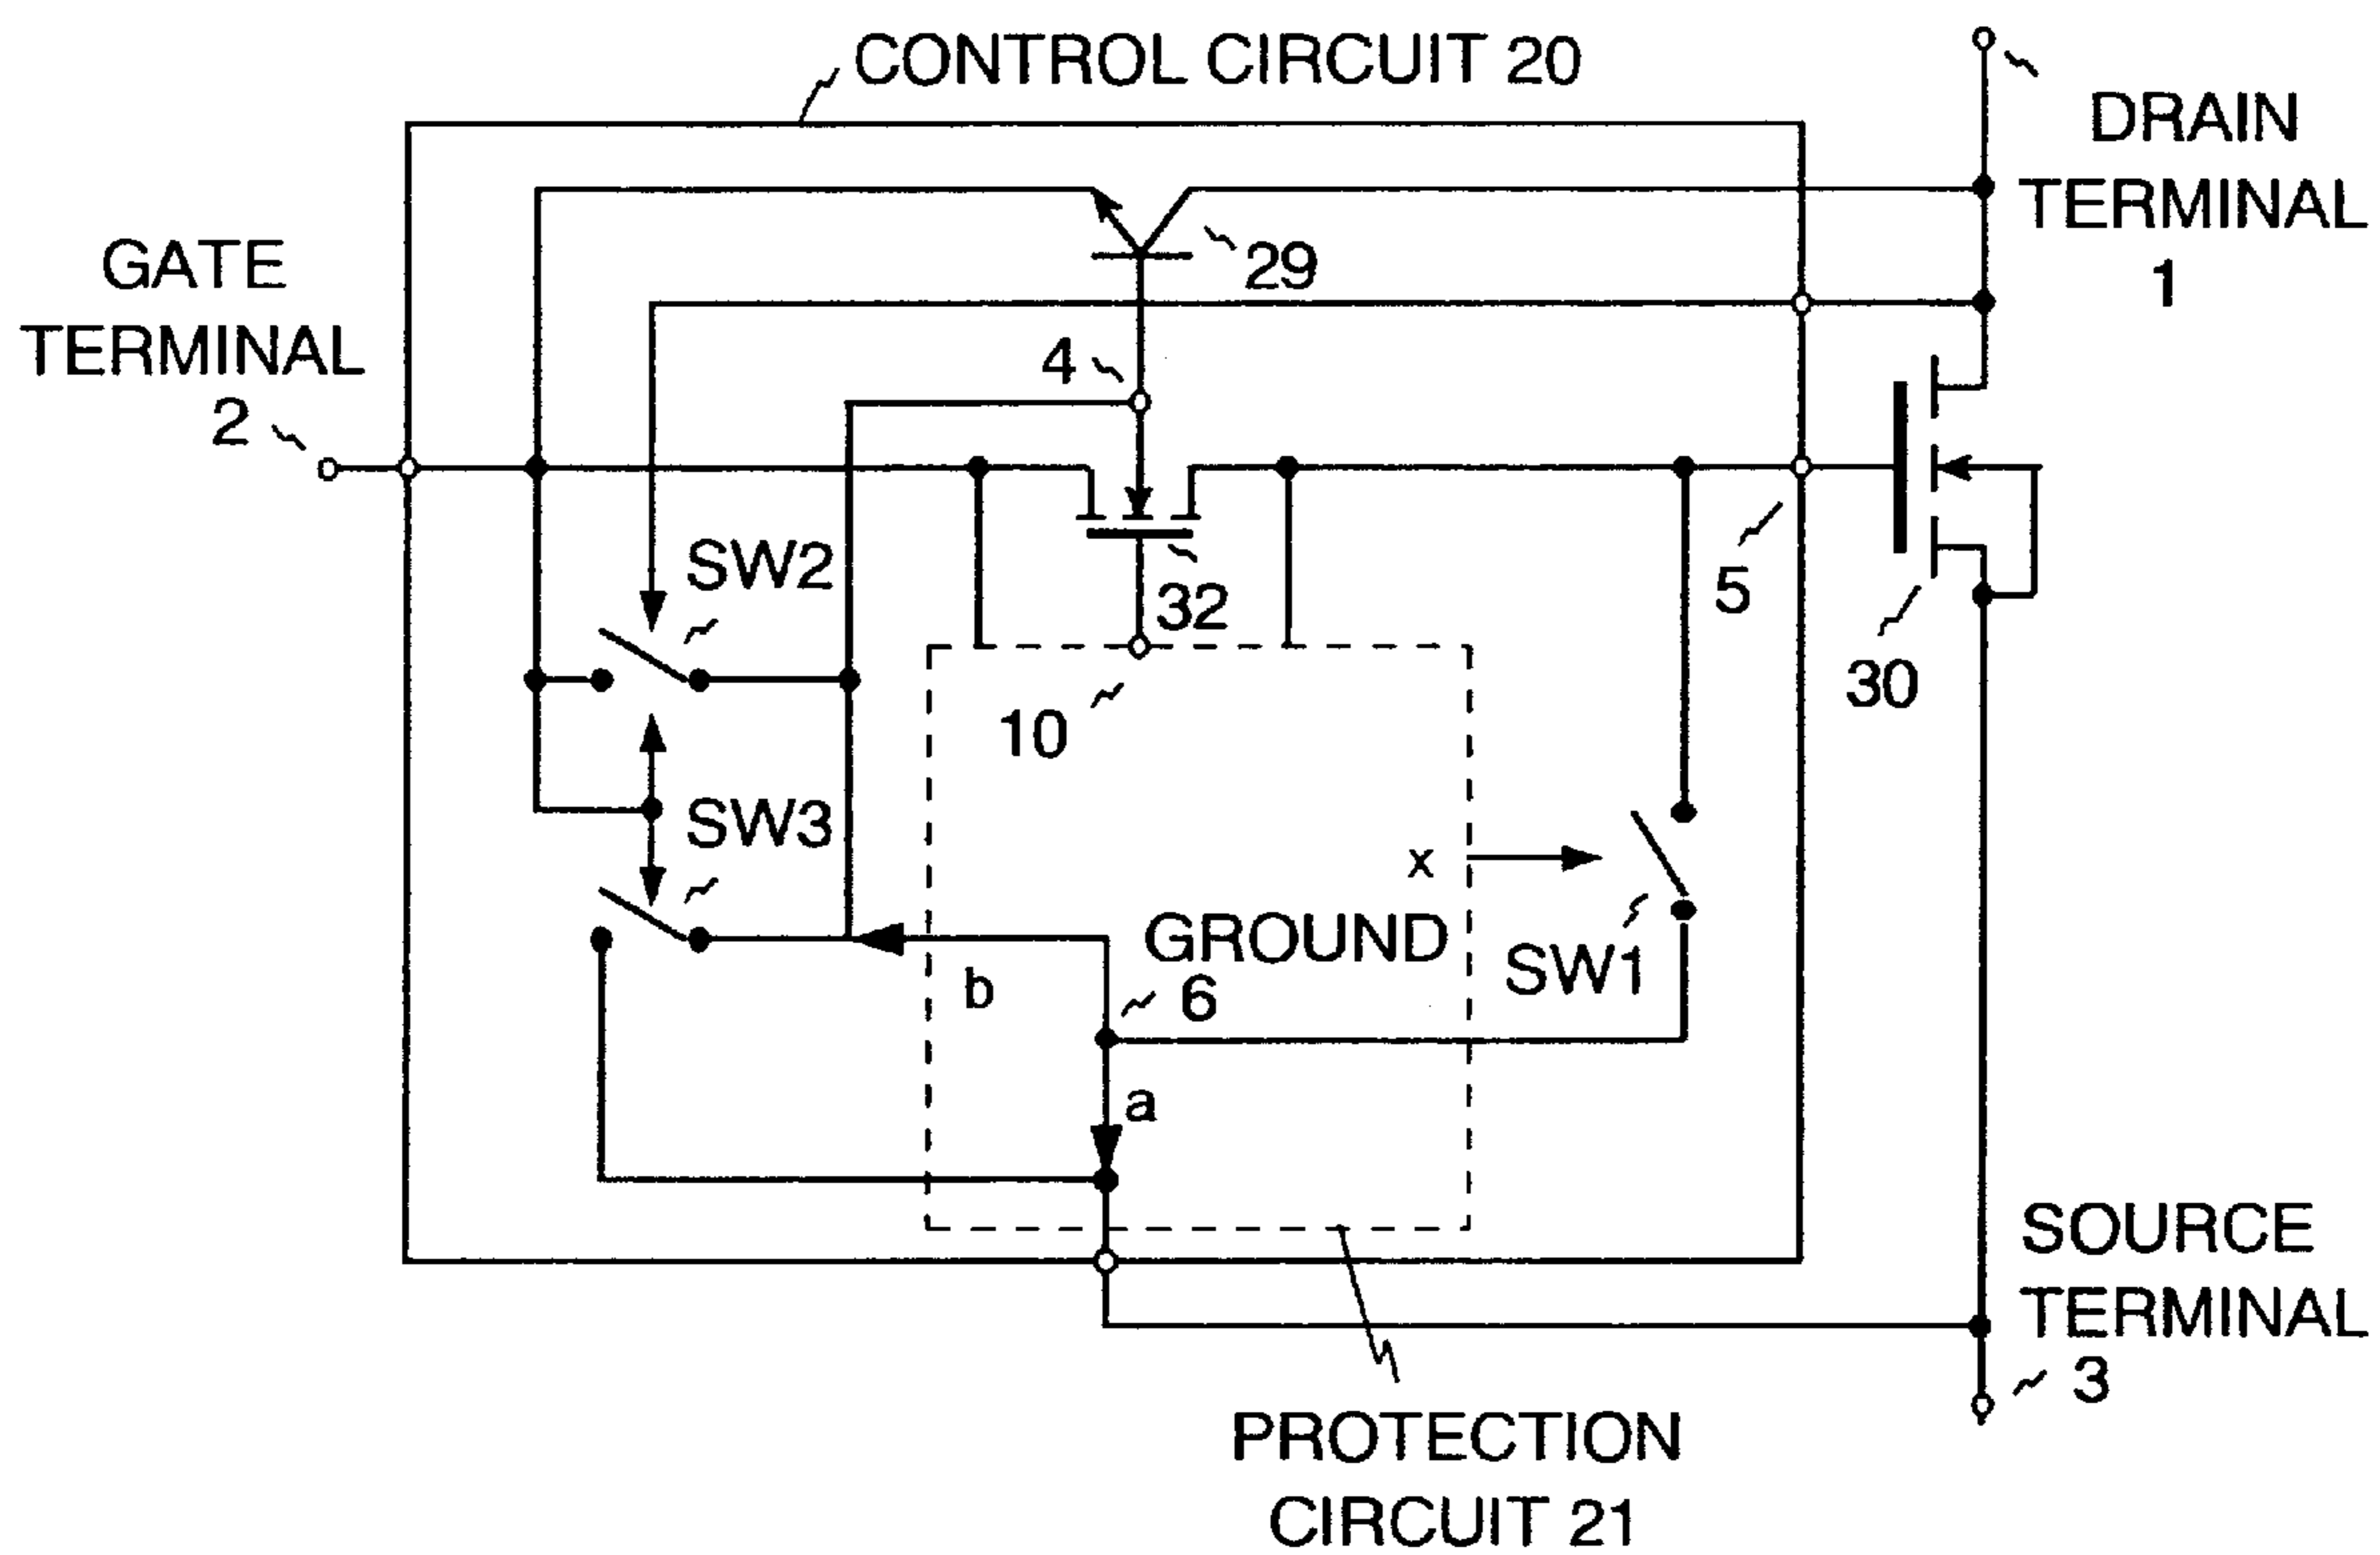 CONTROL CIRCUIT 20
DRAIN
TERMINAL
1
GATE
TERMINAL
2
29
4
SW2
32
5
30
10
SW3
x
GROUND
6
SW1
b
a
SOURCE
TERMINAL
3
PROTECTION
CIRCUIT 21